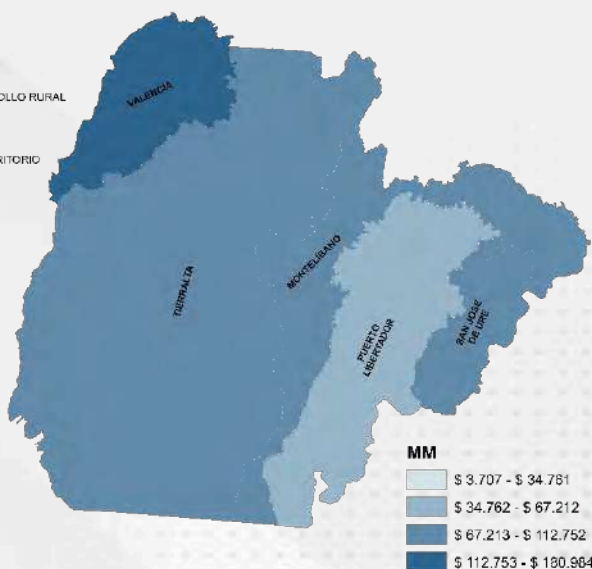 OLLO RURAL
RITORIO
VALENCIA
TIERRALTA
MONTELÍBANO
PUERTO
LIBERTADOR
SAN JOSE
DE URE
MM
$ 3.707 - $ 34.761
$ 34.762 - $ 67.212
$ 67.213 - $ 112.752
$ 112.753 - $ 180.984